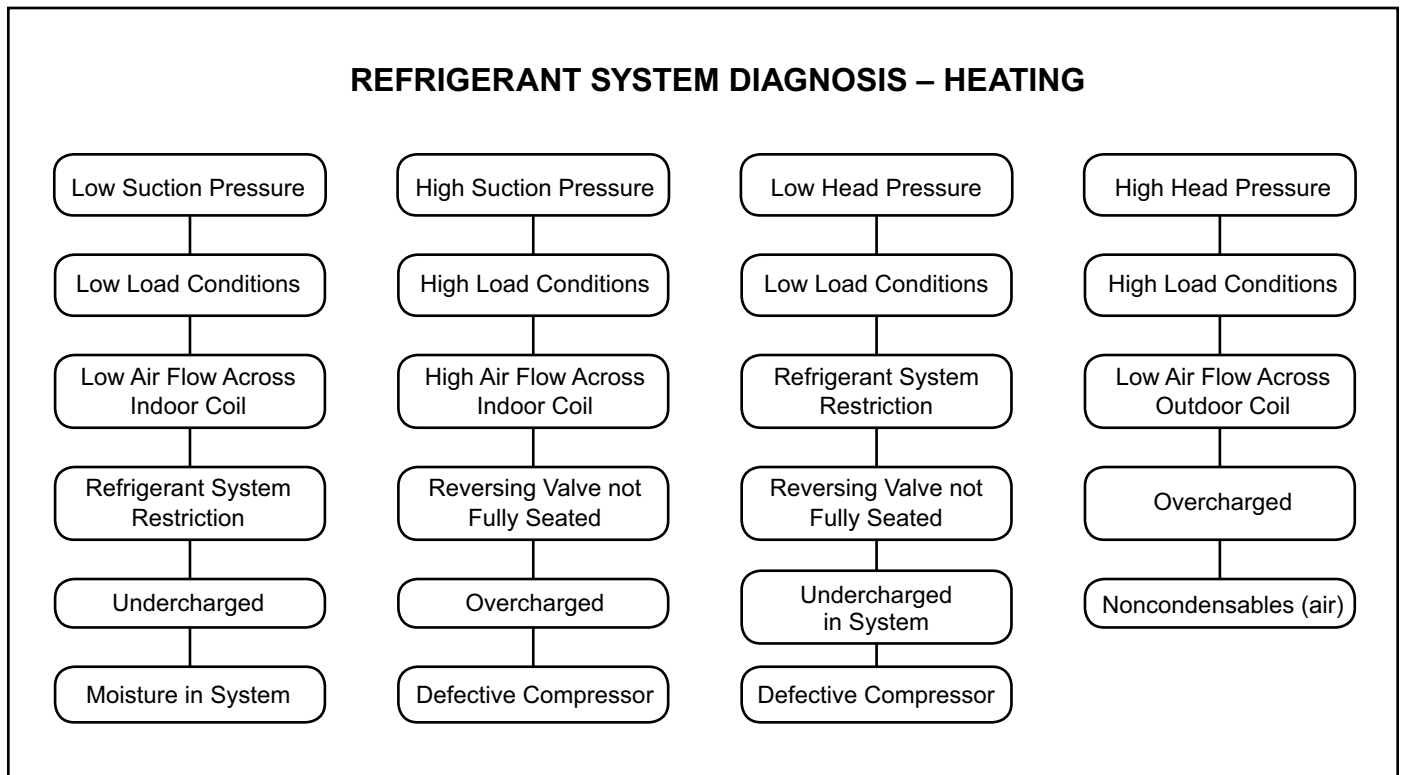 REFRIGERANT SYSTEM DIAGNOSIS – HEATING
Low Suction Pressure
Low Load Conditions
Low Air Flow Across
Indoor Coil
Refrigerant System
Restriction
Undercharged
Moisture in System
High Suction Pressure
High Load Conditions
High Air Flow Across
Indoor Coil
Reversing Valve not
Fully Seated
Overcharged
Defective Compressor
Low Head Pressure
Low Load Conditions
Refrigerant System
Restriction
Reversing Valve not
Fully Seated
Undercharged
in System
Defective Compressor
High Head Pressure
High Load Conditions
Low Air Flow Across
Outdoor Coil
Overcharged
Noncondensables (air)